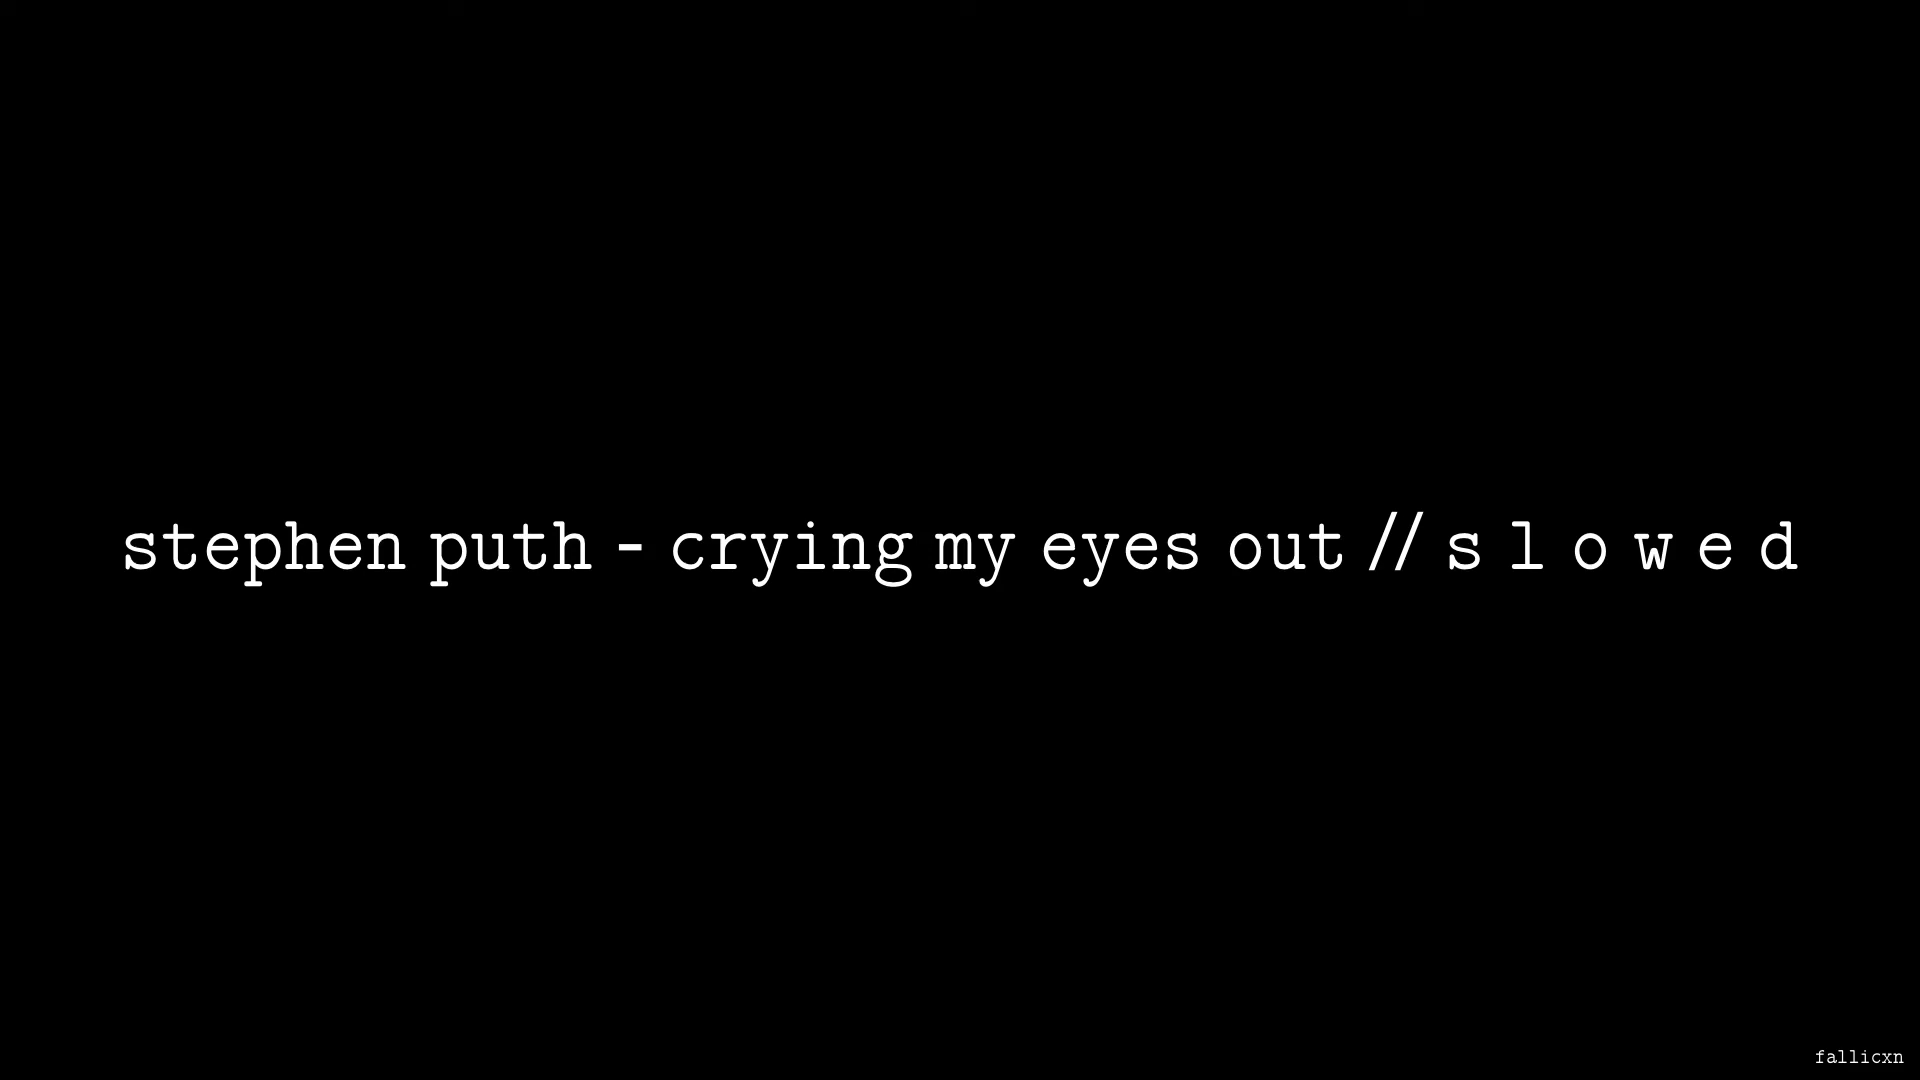 stephen puth - crying my eyes out // s l o w e d
fallicxn